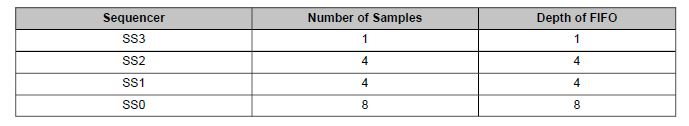 Sequencer Number of Samples Depth of FIFO
SS3 1 1
SS2 4 4
SS1 4 4
SS0 8 8